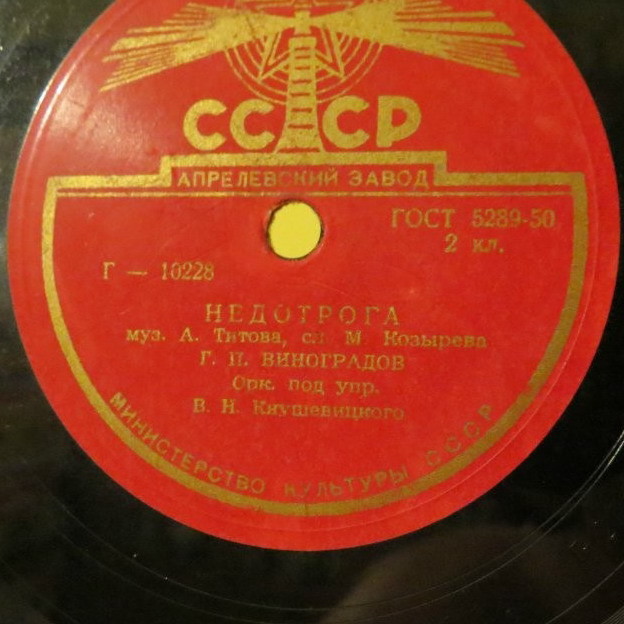 СССР
АПРЕЛЕВСКИЙ ЗАВОД
ГОСТ 5289-50
2 кл.
Г — 10228
НЕДОТРОГА
муз. А. Титова, сл. М Козырева
Г. П. ВИНОГРАДОВ
Орк. под упр.
В. Н. Кнушевицкого
МИНИСТЕРСТВО КУЛЬТУРЫ СССР